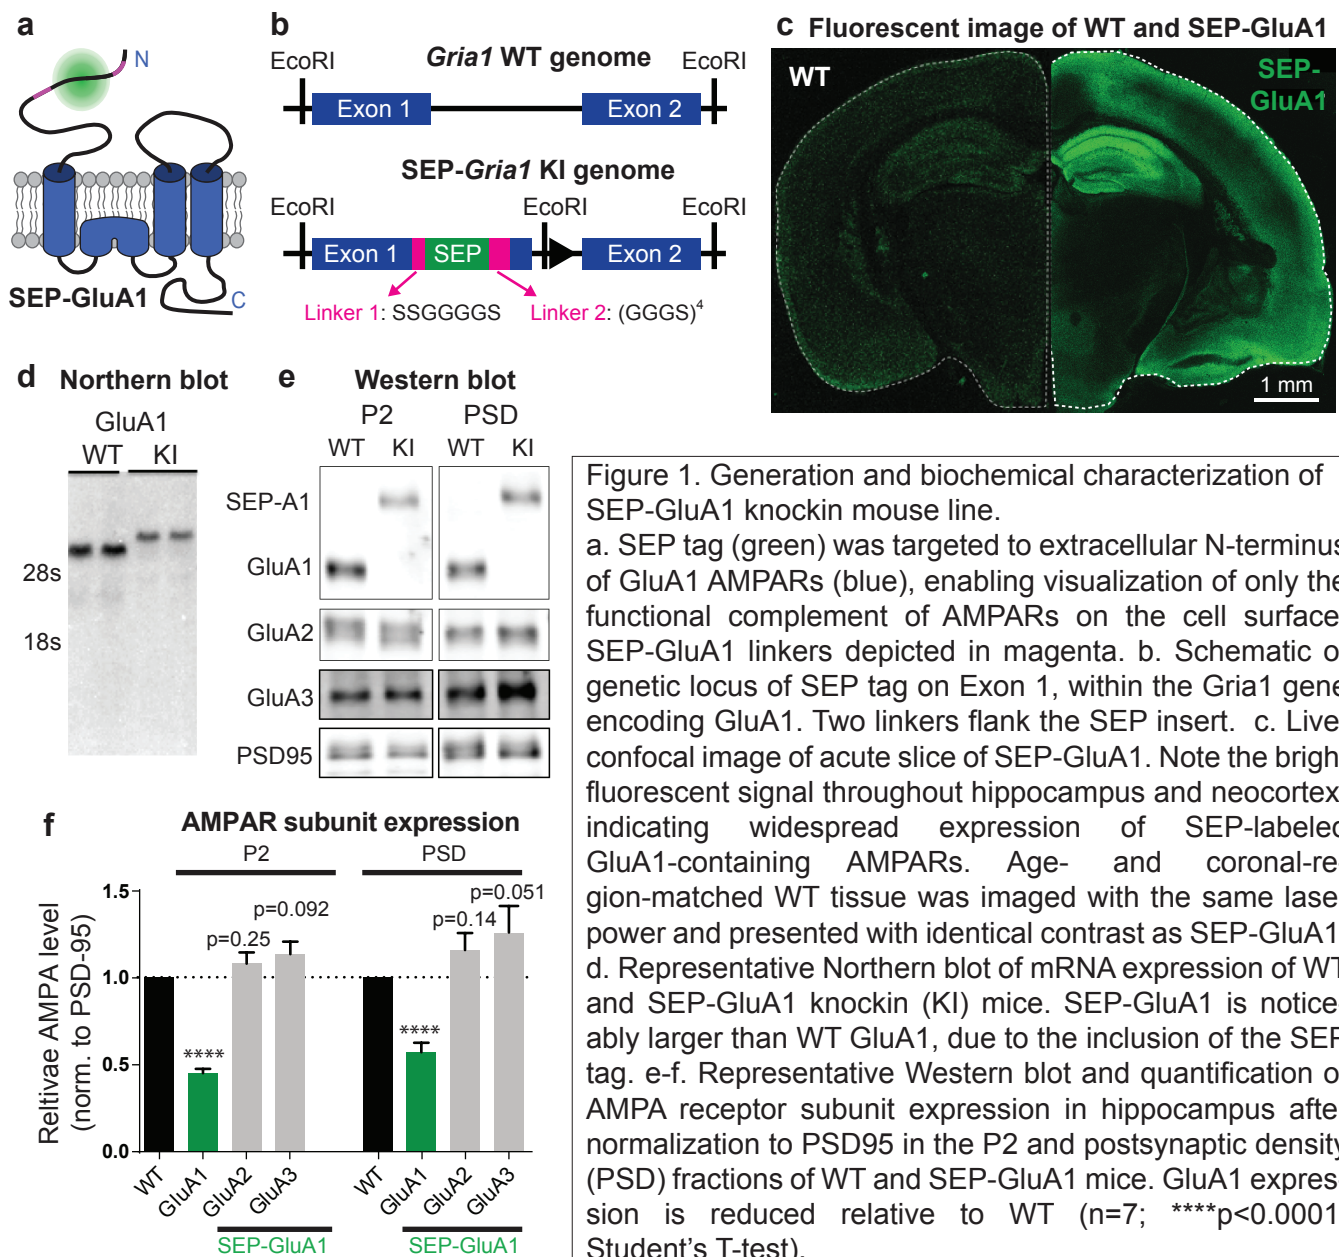 a
N
SEP-GluA1
C
b
Gria1 WT genome
EcoRI
EcoRI
Exon 1
Exon 2
SEP-Gria1 KI genome
EcoRI
EcoRI
EcoRI
Exon 1
SEP
Exon 2
Linker 1: SSGGGGS
Linker 2: (GGGS)⁴
c Fluorescent image of WT and SEP-GluA1
WT
SEP-
GluA1
1 mm
d Northern blot
GluA1
WT KI
28s
18s
e Western blot
P2 PSD
WT KI WT KI
SEP-A1
GluA1
GluA2
GluA3
PSD95
f AMPAR subunit expression
P2 PSD
Reltivae AMPA level
(norm. to PSD-95)
1.5
1.0
0.5
0.0
****
p=0.25
p=0.092
****
p=0.14
p=0.051
WT GluA1 GluA2 GluA3 WT GluA1 GluA2 GluA3
SEP-GluA1 SEP-GluA1
Figure 1. Generation and biochemical characterization of
SEP-GluA1 knockin mouse line.
a. SEP tag (green) was targeted to extracellular N-terminus
of GluA1 AMPARs (blue), enabling visualization of only the
functional complement of AMPARs on the cell surface
SEP-GluA1 linkers depicted in magenta. b. Schematic o
genetic locus of SEP tag on Exon 1, within the Gria1 gene
encoding GluA1. Two linkers flank the SEP insert. c. Live
confocal image of acute slice of SEP-GluA1. Note the brigh
fluorescent signal throughout hippocampus and neocortex
indicating widespread expression of SEP-labeled
GluA1-containing AMPARs. Age- and coronal-re
gion-matched WT tissue was imaged with the same lase
power and presented with identical contrast as SEP-GluA1
d. Representative Northern blot of mRNA expression of WT
and SEP-GluA1 knockin (KI) mice. SEP-GluA1 is notice
ably larger than WT GluA1, due to the inclusion of the SEP
tag. e-f. Representative Western blot and quantification o
AMPA receptor subunit expression in hippocampus afte
normalization to PSD95 in the P2 and postsynaptic density
(PSD) fractions of WT and SEP-GluA1 mice. GluA1 expres
sion is reduced relative to WT (n=7; ****p<0.0001
Student's T-test).